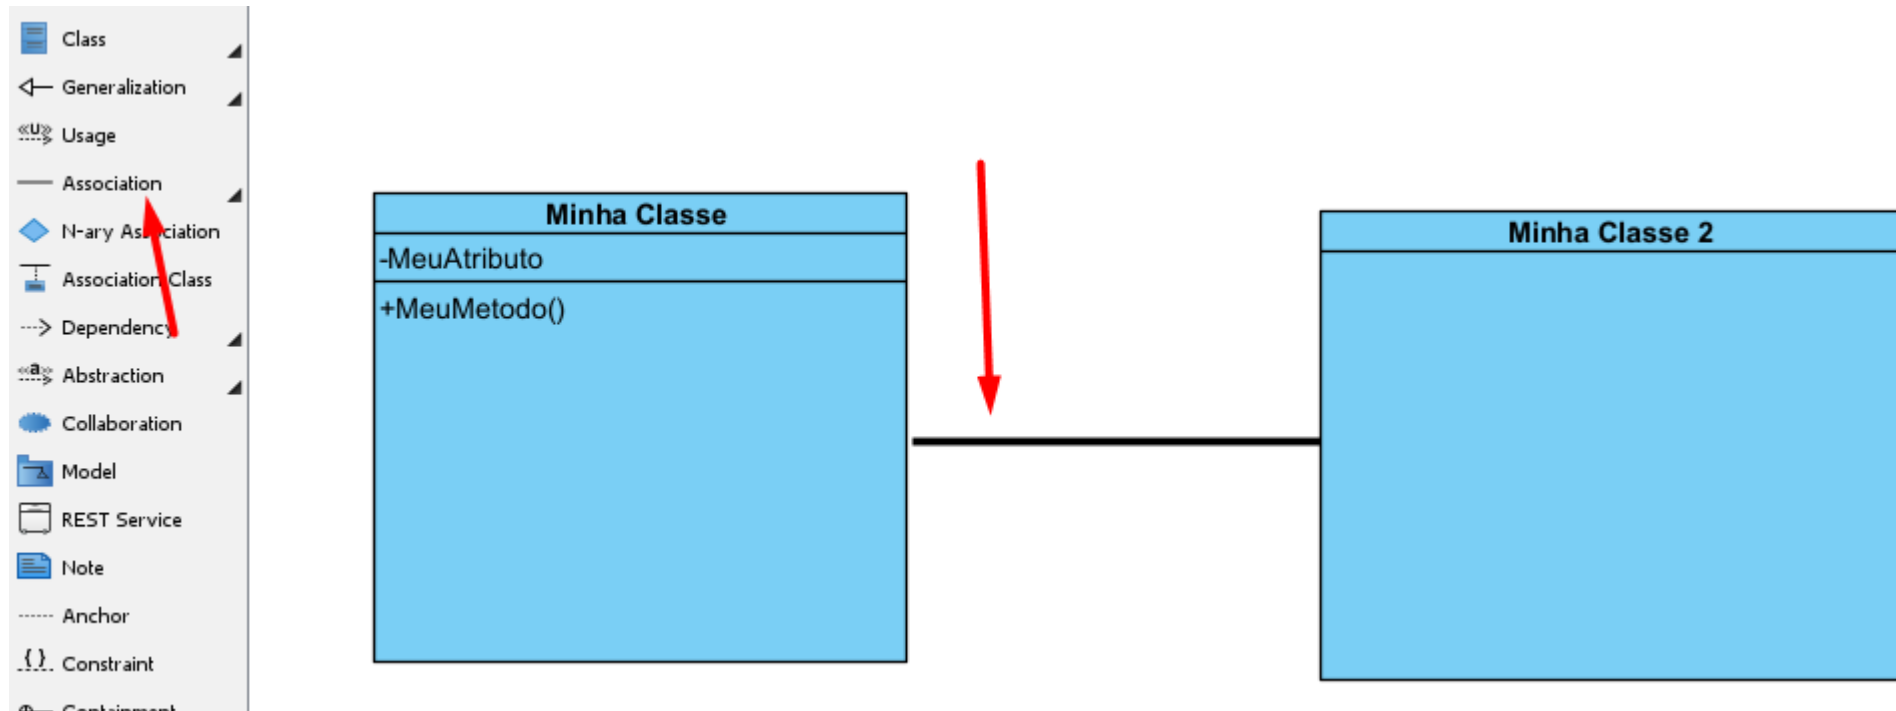 Class
Generalization
«U» Usage
Association
N-ary Association
Association Class
Dependency
«a» Abstraction
Collaboration
Model
REST Service
Note
Anchor
{ } Constraint
Containment
Minha Classe
-MeuAtributo
+MeuMetodo()
Minha Classe 2